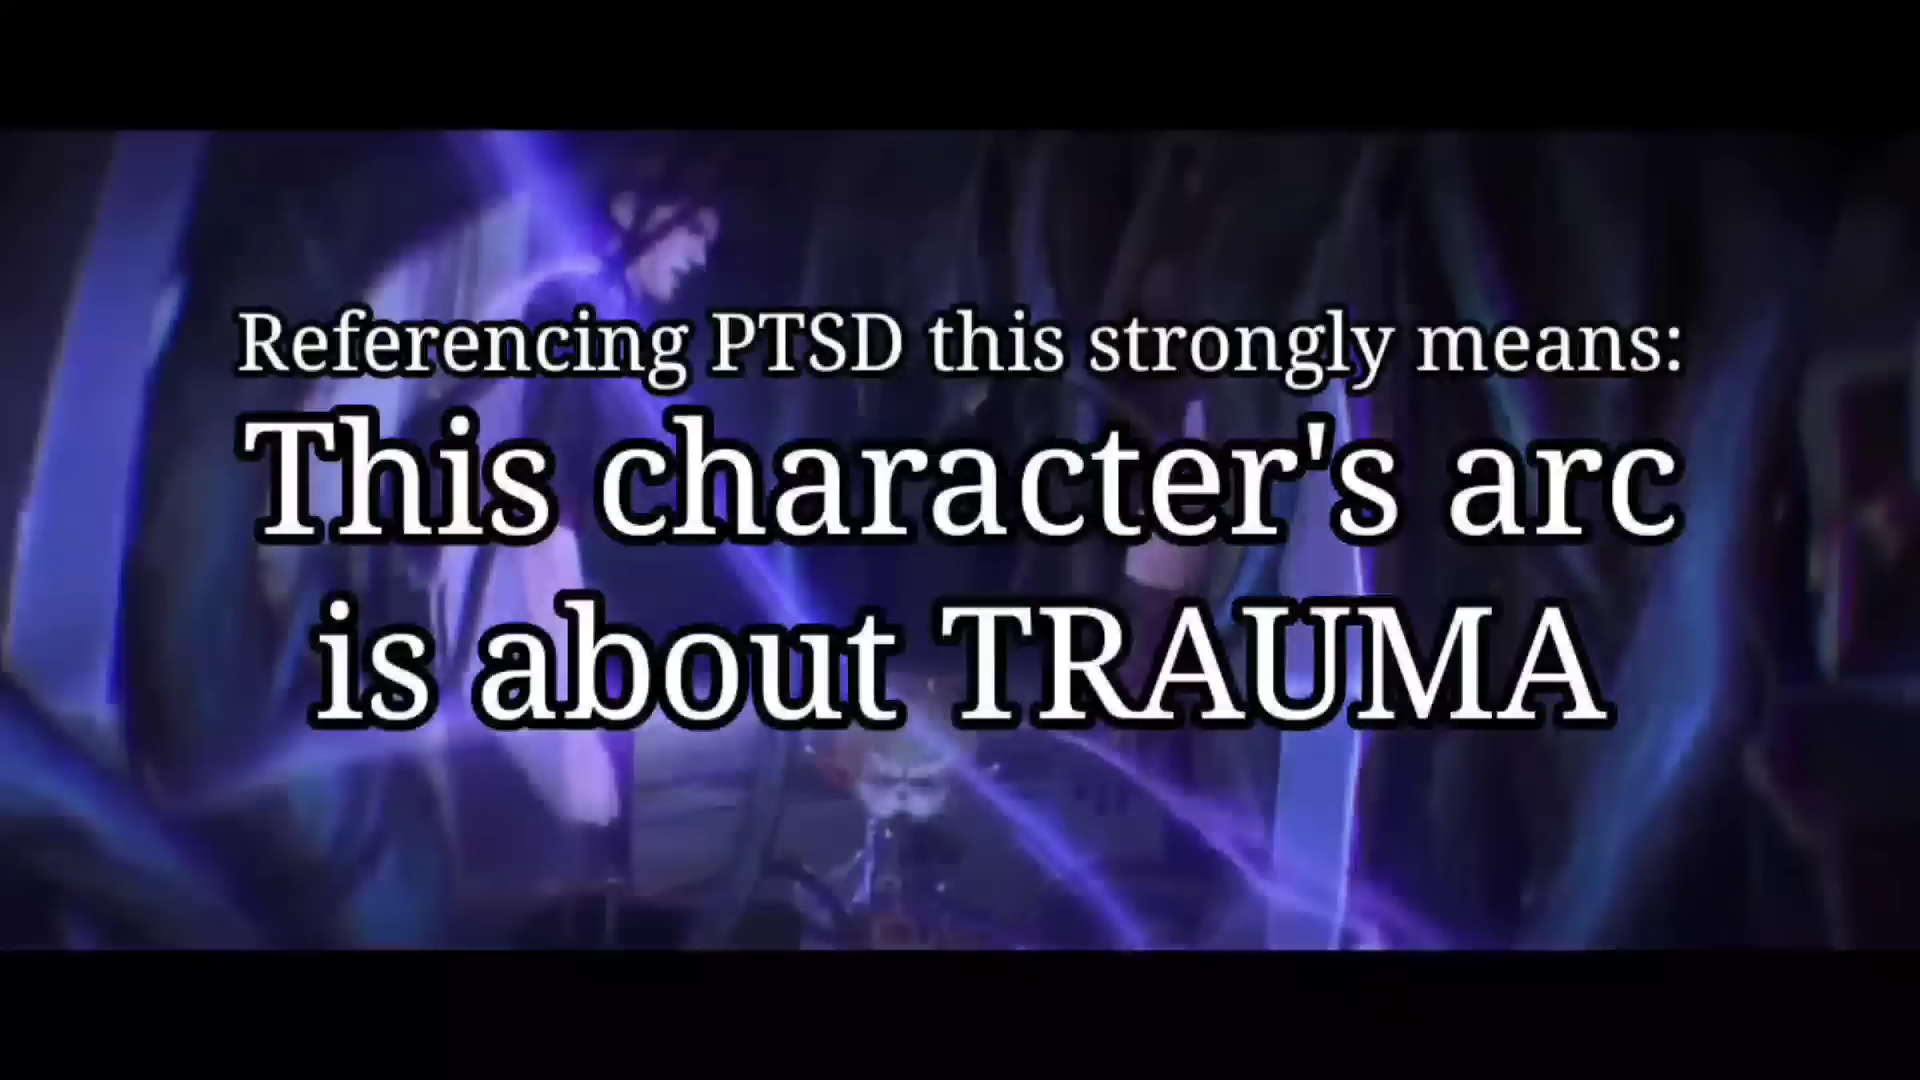 Referencing PTSD this strongly means:
This character's arc
is about TRAUMA